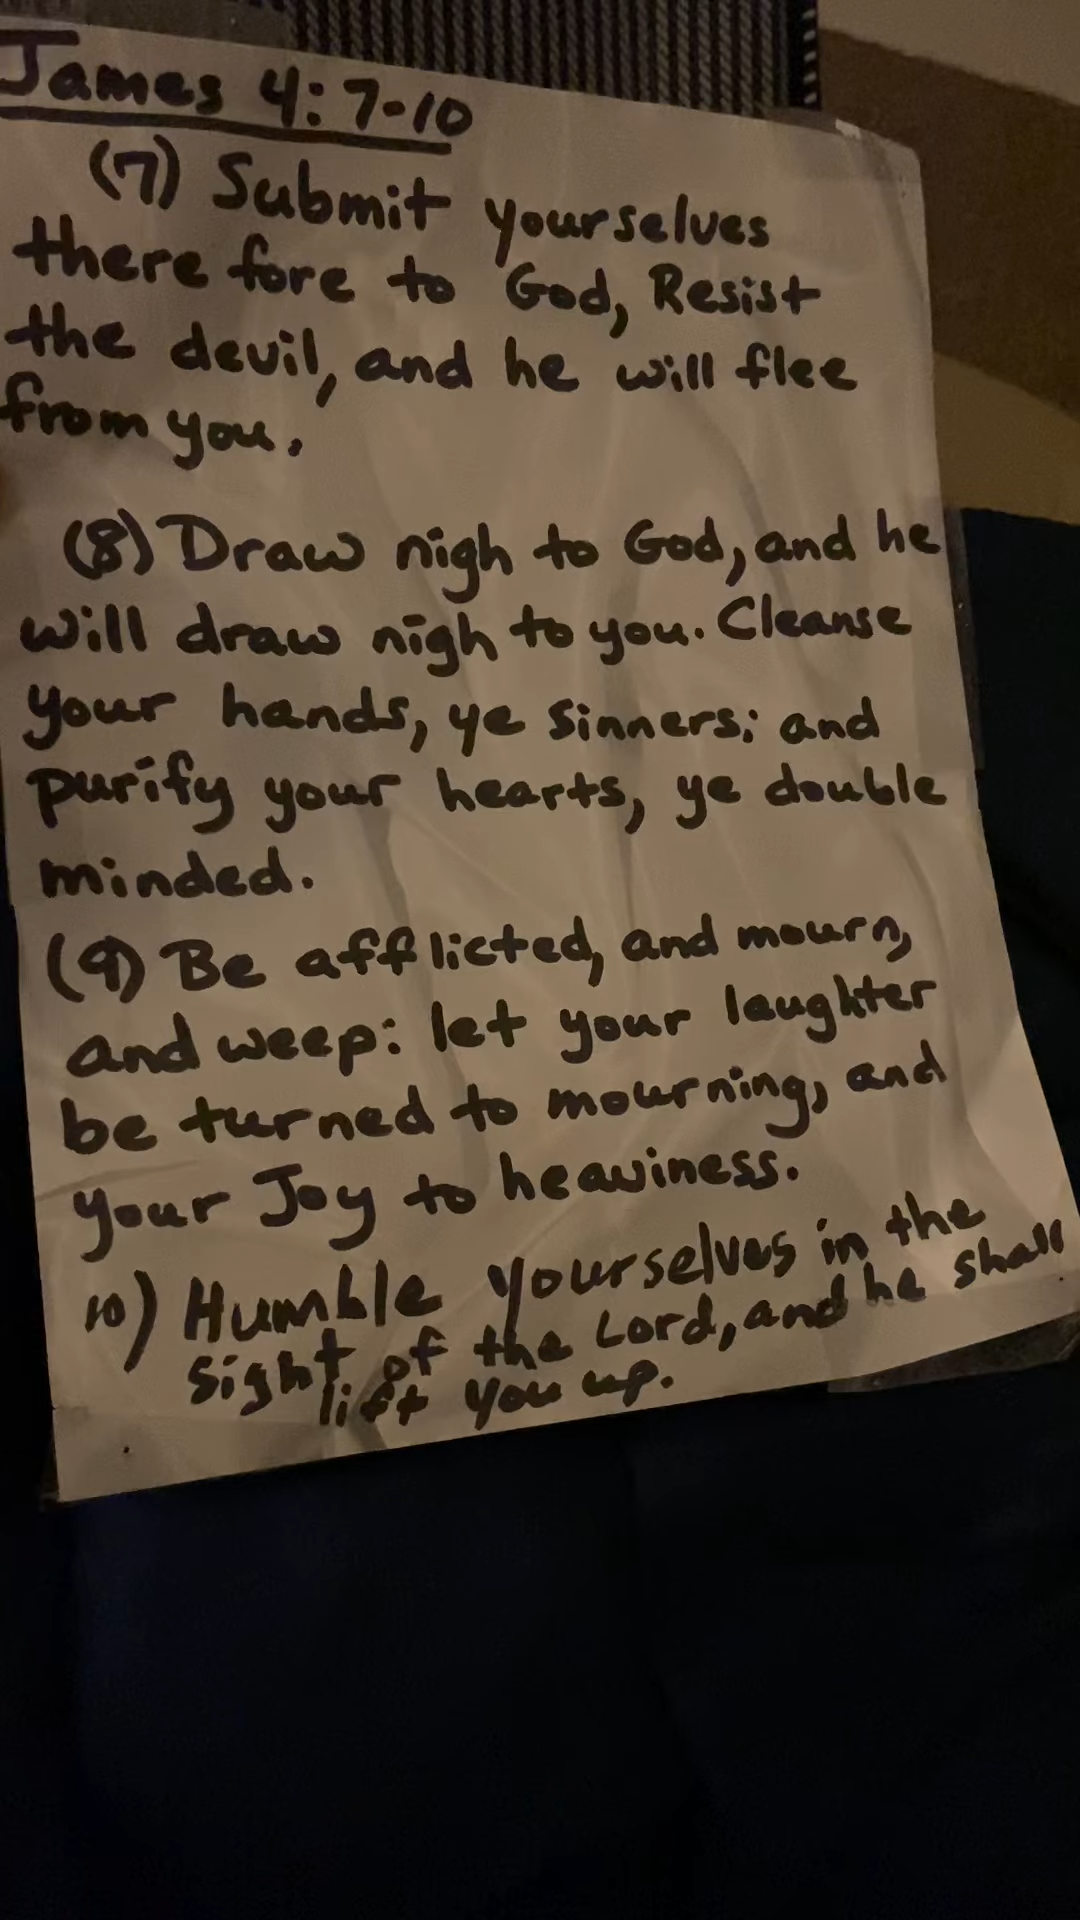 James 4:7-10
(7) Submit yourselves
there fore to God, Resist
the devil, and he will flee
from you.
(8) Draw nigh to God, and he
will draw nigh to you. Cleanse
your hands, ye sinners; and
purify your hearts, ye double
minded.
(9) Be afflicted, and mourn,
and weep: let your laughter
be turned to mourning, and
your Joy to heaviness.
10) Humble yourselves in the
sight of the Lord, and he shall
lift you up.